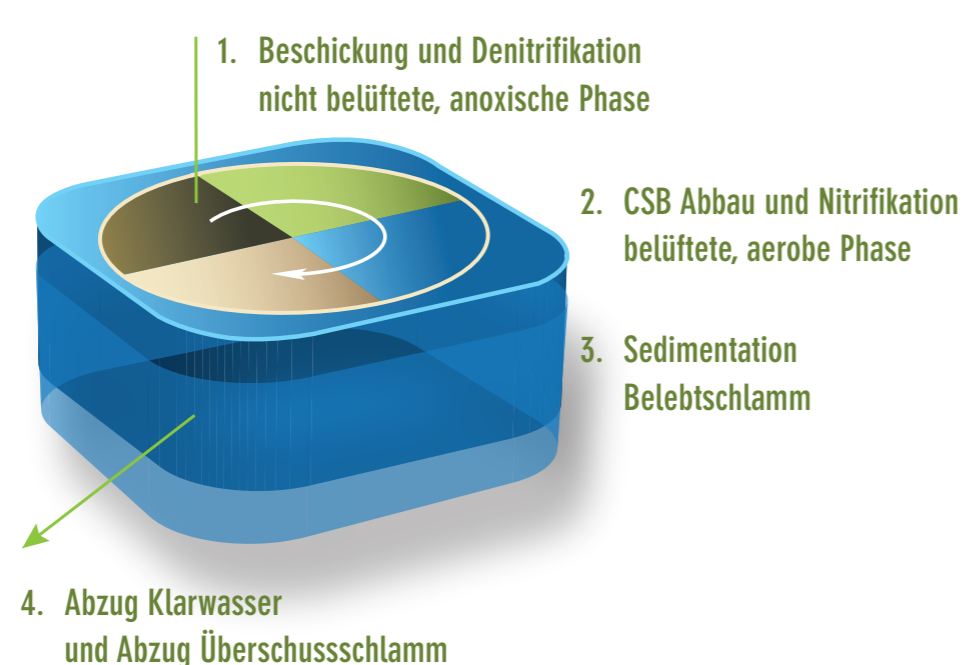 1. Beschickung und Denitrifikation
nicht belüftete, anoxische Phase
2. CSB Abbau und Nitrifikation
belüftete, aerobe Phase
3. Sedimentation
Belebtschlamm
4. Abzug Klarwasser
und Abzug Überschussschlamm